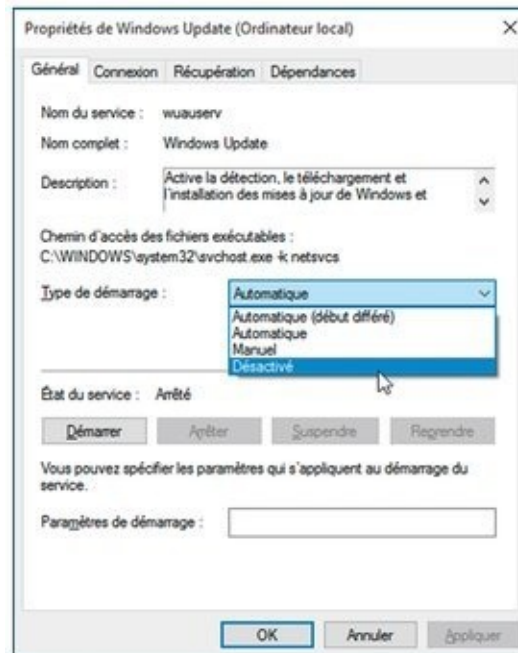 Propriétés de Windows Update (Ordinateur local)
Général Connexion Récupération Dépendances
Nom du service : wuauserv
Nom complet : Windows Update
Description : Active la détection, le téléchargement et
l'installation des mises à jour de Windows et
Chemin d'accès des fichiers exécutables :
C:\WINDOWS\system32\svchost.exe -k netsvcs
Type de démarrage : Automatique
Automatique (début différé)
Automatique
Manuel
Désactivé
État du service : Arrêté
Démarrer Arrêter Suspendre Reprendre
Vous pouvez spécifier les paramètres qui s'appliquent au démarrage du
service.
Paramètres de démarrage :
OK Annuler Appliquer